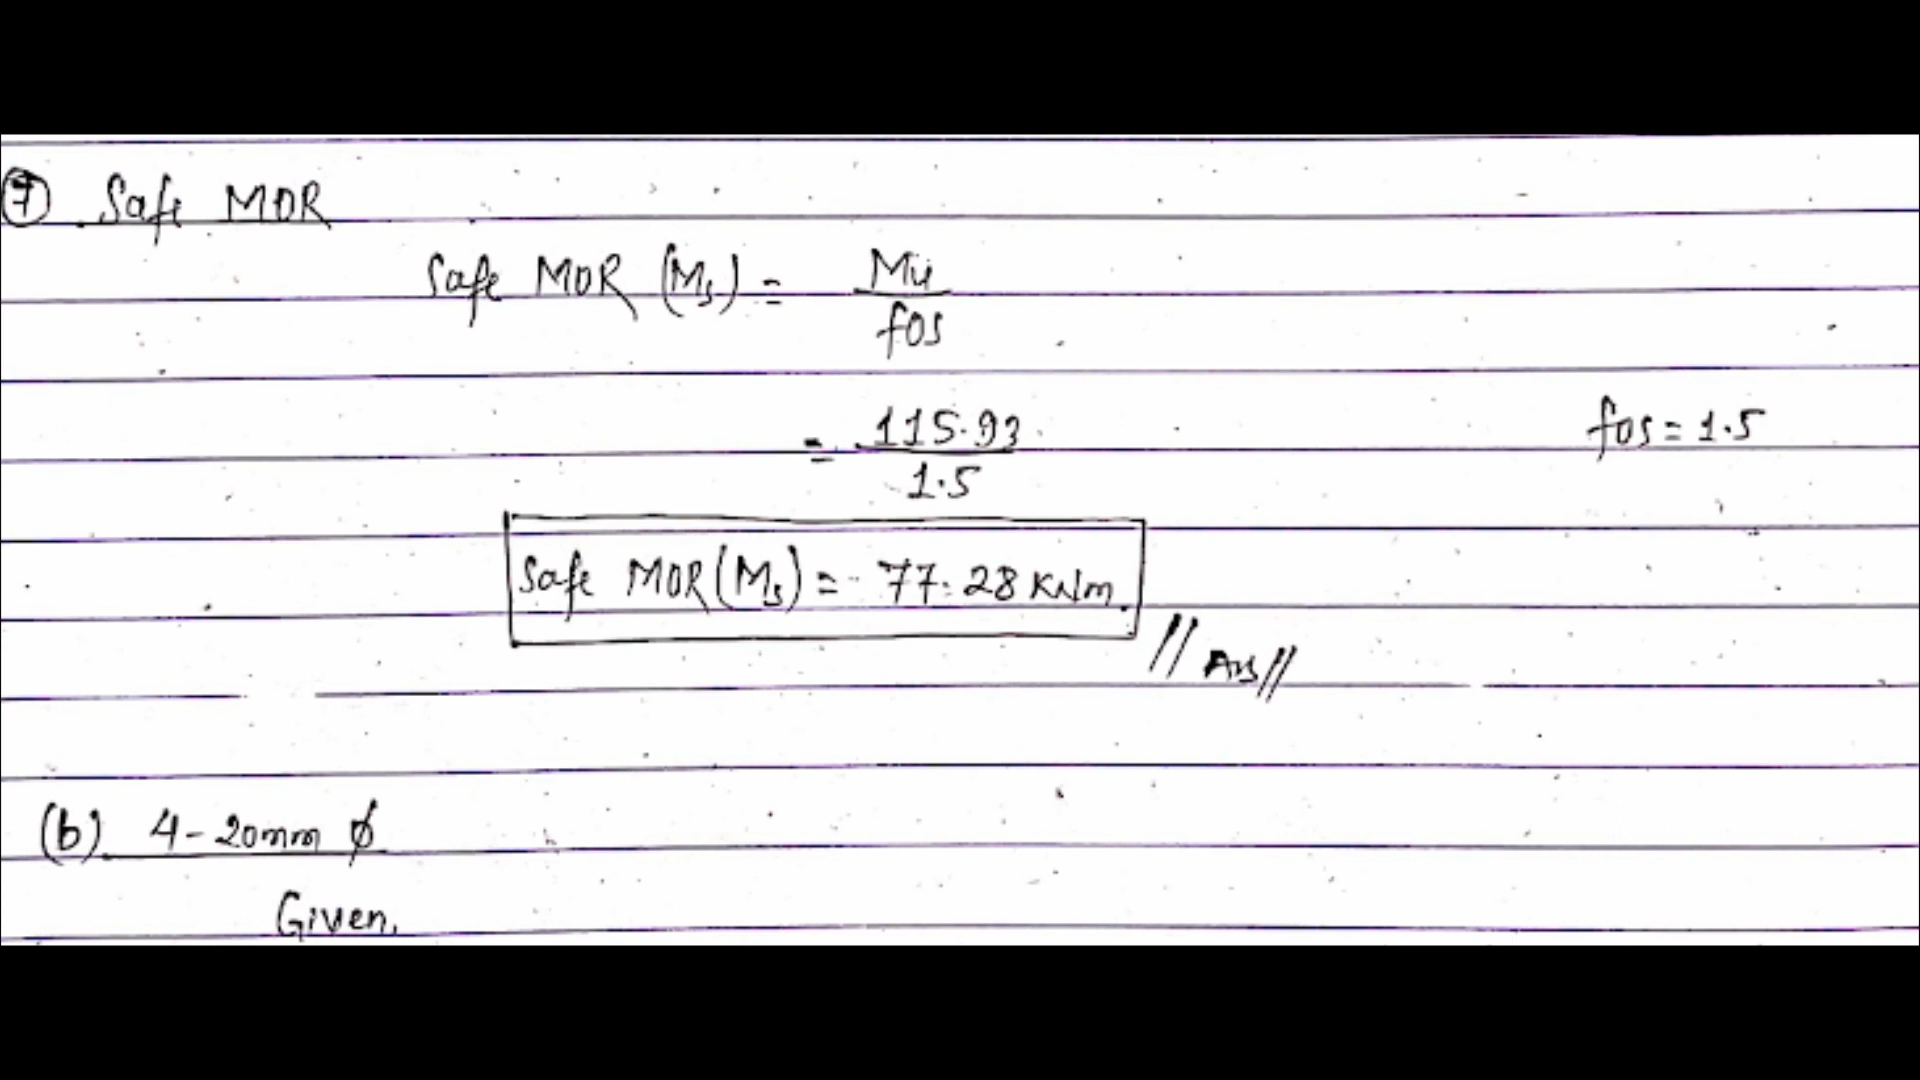 ⑦ Safe MOR
Safe MOR (Ms) = Mu / fos
= 115.93 / 1.5
fos = 1.5
Safe MOR (Ms) = 77.28 KNm.
// Ans //
(b) 4-20mm ϕ
Given,